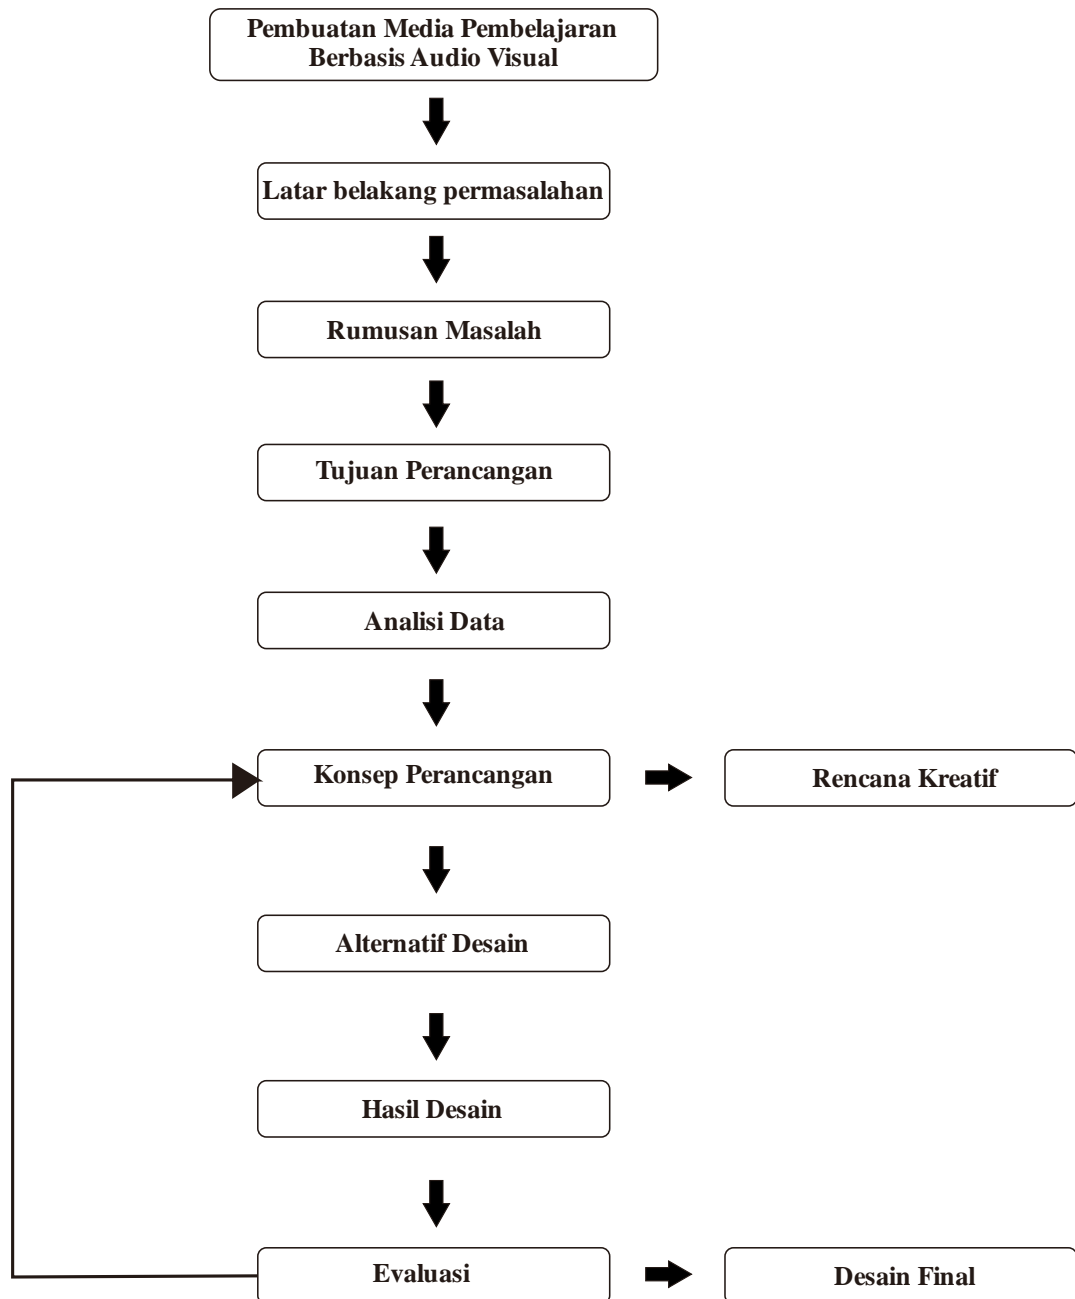 Pembuatan Media Pembelajaran
Berbasis Audio Visual
Latar belakang permasalahan
Rumusan Masalah
Tujuan Perancangan
Analisi Data
Konsep Perancangan
Rencana Kreatif
Alternatif Desain
Hasil Desain
Evaluasi
Desain Final